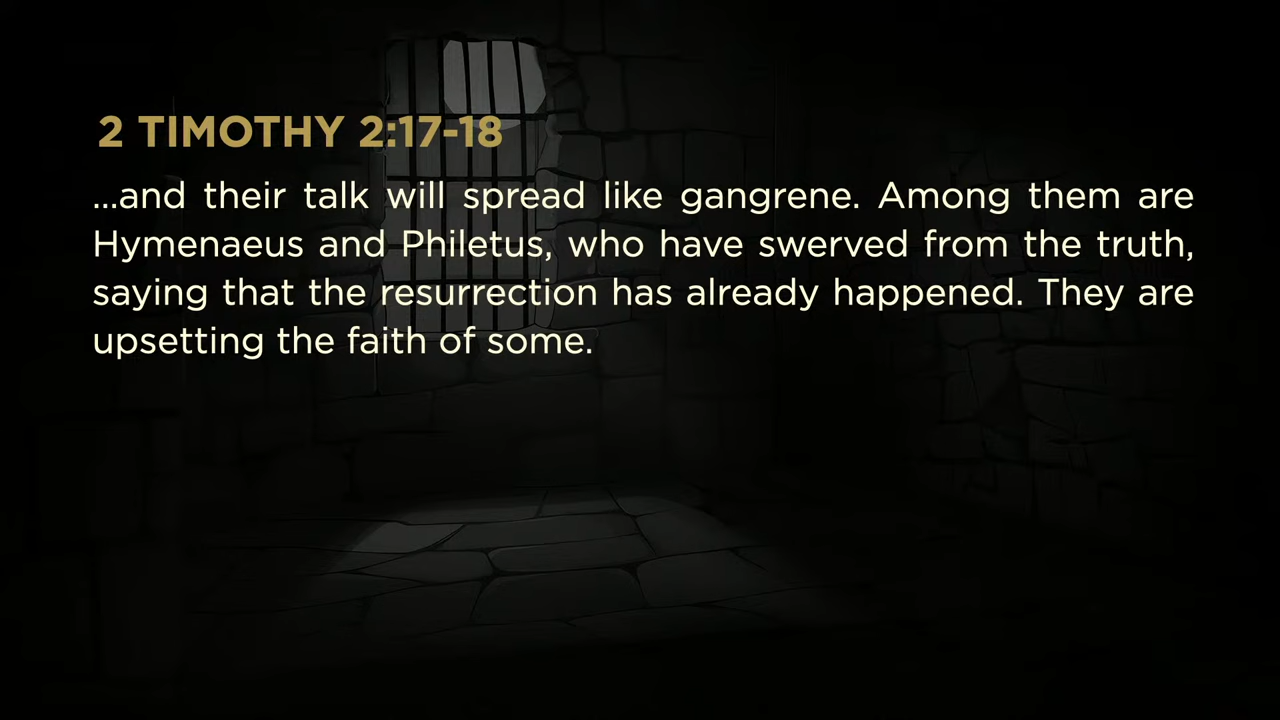 2 TIMOTHY 2:17-18
...and their talk will spread like gangrene. Among them are
Hymenaeus and Philetus, who have swerved from the truth,
saying that the resurrection has already happened. They are
upsetting the faith of some.